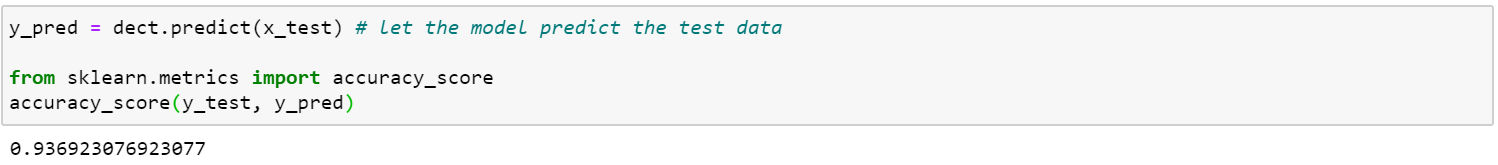 y_pred = dect.predict(x_test) # let the model predict the test data
from sklearn.metrics import accuracy_score
accuracy_score(y_test, y_pred)
0.936923076923077